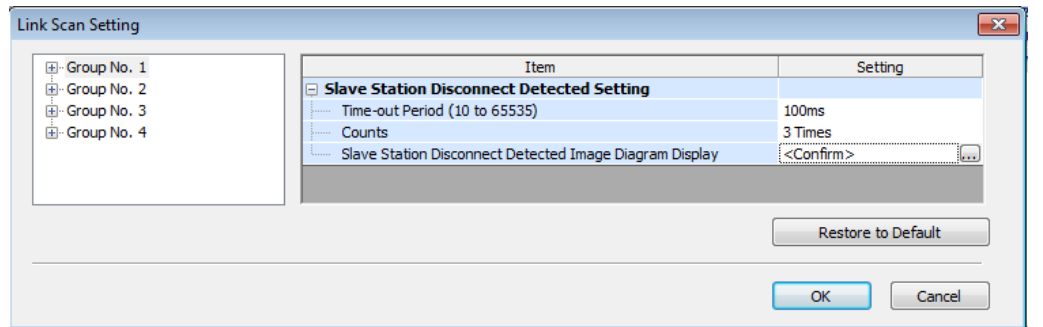 Link Scan Setting
Group No. 1
Group No. 2
Group No. 3
Group No. 4
Item Setting
Slave Station Disconnect Detected Setting
Time-out Period (10 to 65535) 100ms
Counts 3 Times
Slave Station Disconnect Detected Image Diagram Display <Confirm> ...
Restore to Default
OK Cancel